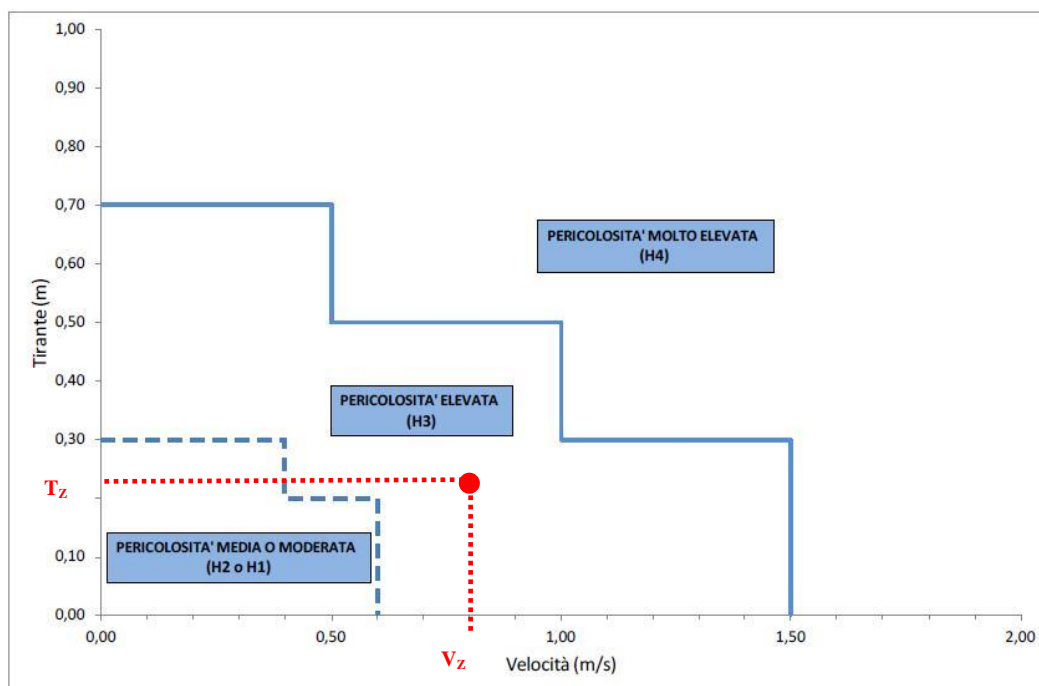 1,00
0,90
0,80
0,70
0,60
0,50
0,40
0,30
0,10
0,00
Tirante (m)
PERICOLOSITA' MOLTO ELEVATA
(H4)
PERICOLOSITA' ELEVATA
(H3)
TZ
PERICOLOSITA' MEDIA O MODERATA
(H2 o H1)
0,00
0,50
1,00
1,50
2,00
VZ
Velocità (m/s)